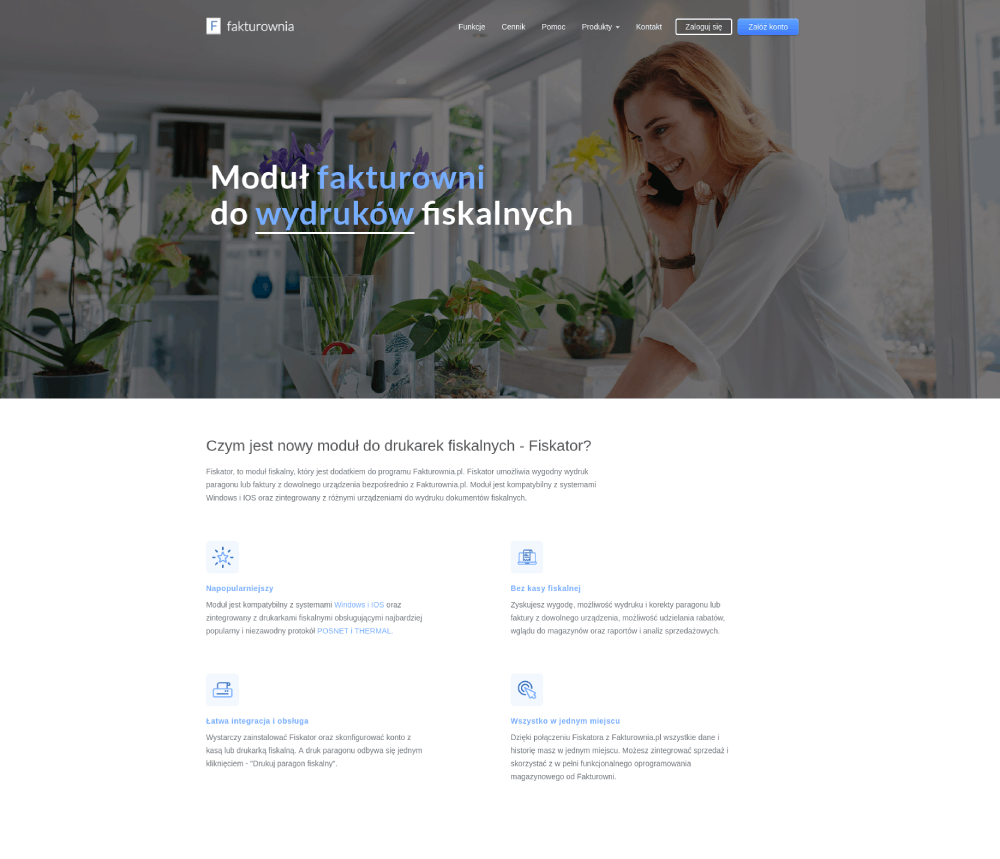 F fakturownia
Funkcje Cennik Pomoc Produkty Kontakt Zaloguj się Załóż konto
Moduł fakturowni
do wydruków fiskalnych
Czym jest nowy moduł do drukarek fiskalnych - Fiskator?
Fiskator, to moduł fiskalny, który jest dodatkiem do programu Fakturownia.pl. Fiskator umożliwia wygodny wydruk
paragonu lub faktury z dowolnego urządzenia bezpośrednio z Fakturownia.pl. Moduł jest kompatybilny z systemami
Windows i IOS oraz zintegrowany z różnymi urządzeniami do wydruku dokumentów fiskalnych.
Napopularniejszy
Moduł jest kompatybilny z systemami Windows i IOS oraz
zintegrowany z drukarkami fiskalnymi obsługującymi najbardziej
popularny i niezawodny protokół POSNET i THERMAL.
Bez kasy fiskalnej
Zyskujesz wygodę, możliwość wydruku i korekty paragonu lub
faktury z dowolnego urządzenia, możliwość udzielania rabatów,
wglądu do magazynów oraz raportów i analiz sprzedażowych.
Łatwa integracja i obsługa
Wystarczy zainstalować Fiskator oraz skonfigurować konto z
kasą lub drukarką fiskalną. A druk paragonu odbywa się jednym
kliknięciem - "Drukuj paragon fiskalny".
Wszystko w jednym miejscu
Dzięki połączeniu Fiskatora z Fakturownia.pl wszystkie dane i
historię masz w jednym miejscu. Możesz zintegrować sprzedaż i
skorzystać z w pełni funkcjonalnego oprogramowania
magazynowego od Fakturowni.